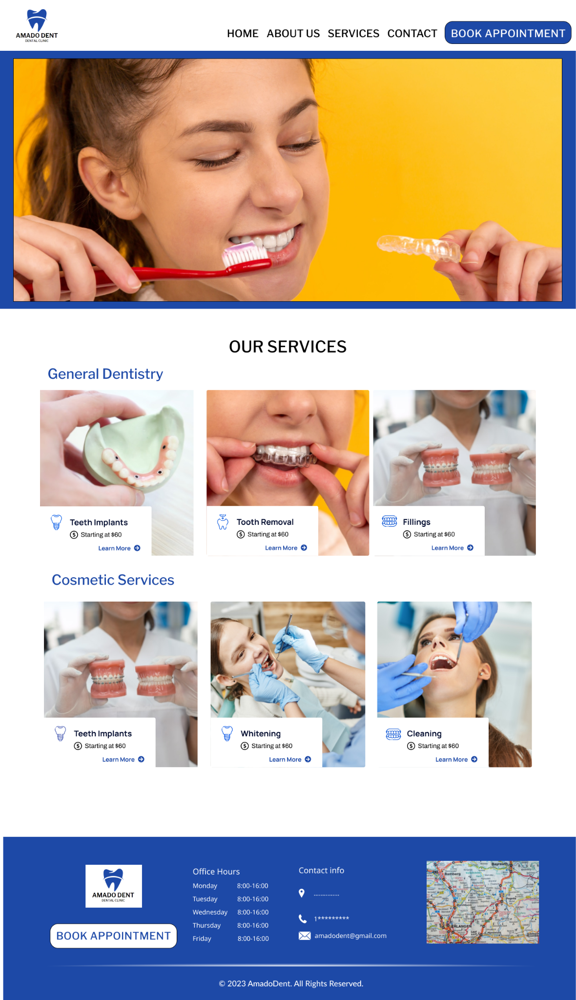 AMADO DENT
DENTAL CLINIC
HOME ABOUT US SERVICES CONTACT BOOK APPOINTMENT
OUR SERVICES
General Dentistry
Teeth Implants
Starting at $60
Learn More
Tooth Removal
Starting at $60
Learn More
Fillings
Starting at $60
Learn More
Cosmetic Services
Teeth Implants
Starting at $60
Learn More
Whitening
Starting at $60
Learn More
Cleaning
Starting at $60
Learn More
AMADO DENT
DENTAL CLINIC
BOOK APPOINTMENT
Office Hours
Monday 8:00-16:00
Tuesday 8:00-16:00
Wednesday 8:00-16:00
Thursday 8:00-16:00
Friday 8:00-16:00
Contact info
...............
1*********
amadodent@gmail.com
Bayreuth
Bamberg
Pegnitz
Forchheim
ERLANGEN
Lauf
© 2023 AmadoDent. All Rights Reserved.